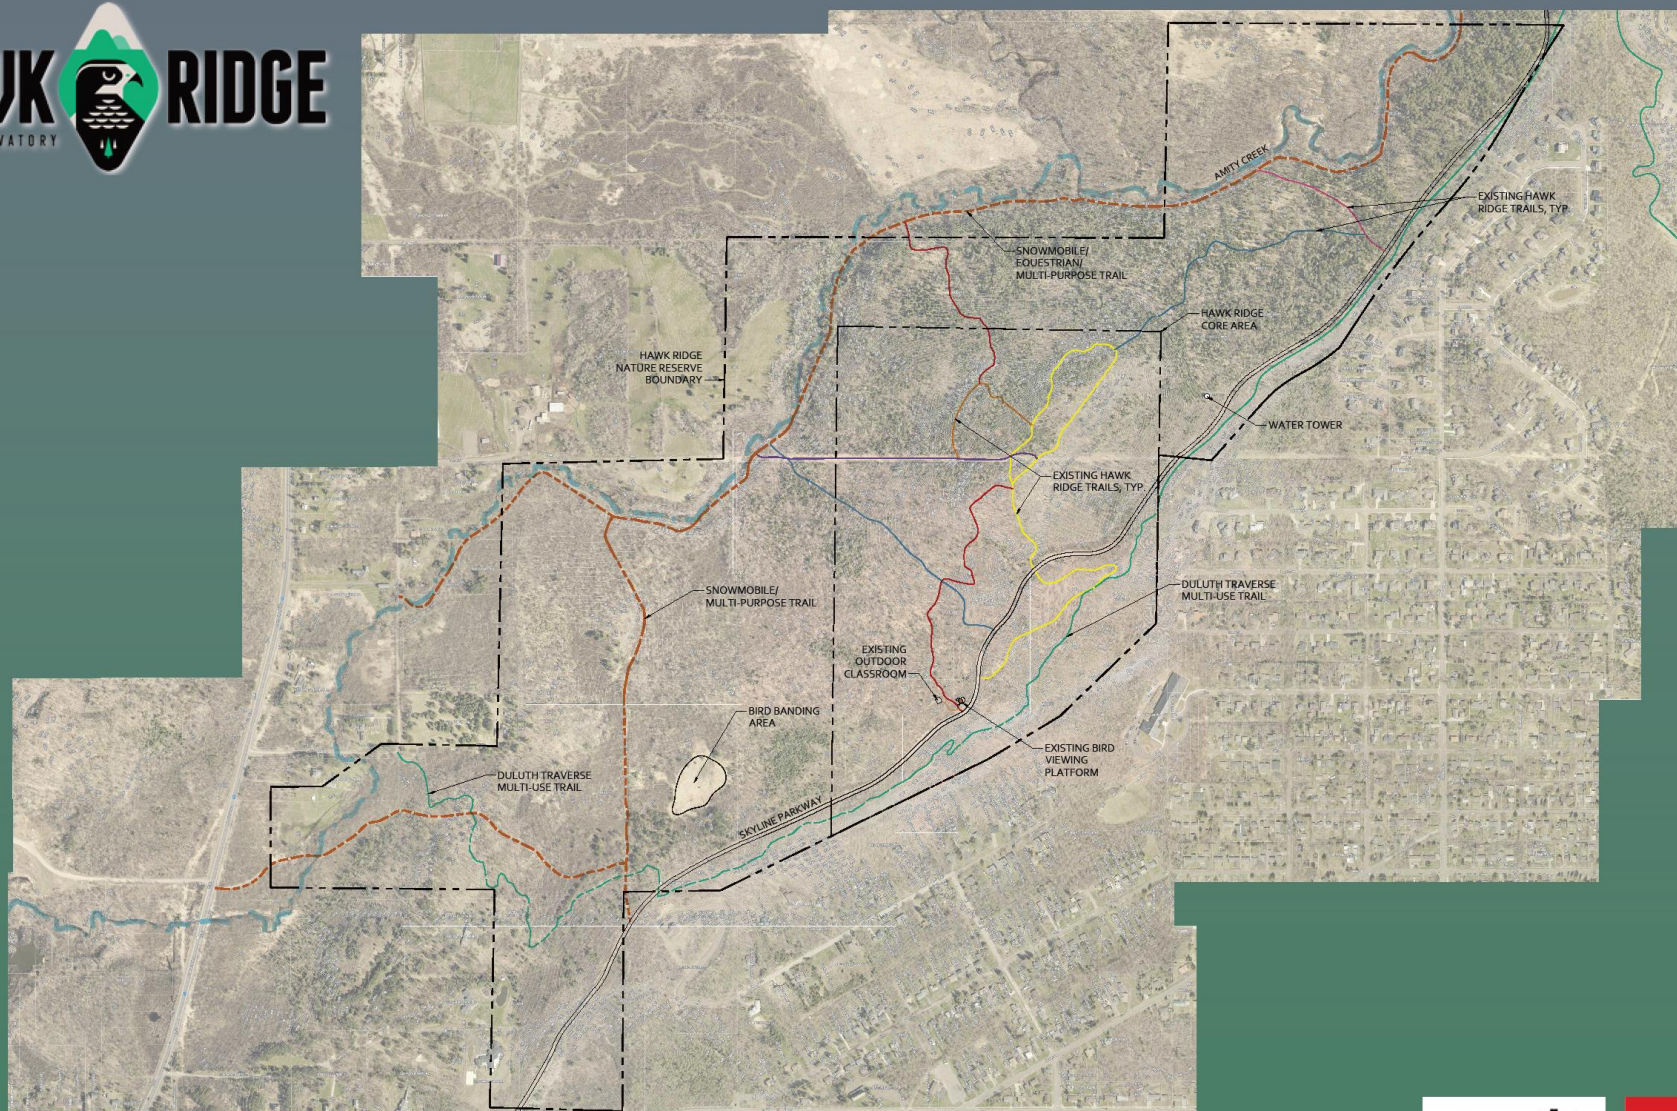 RIDGE
VATORY
AMITY CREEK
EXISTING HAWK
RIDGE TRAILS, TYP.
SNOWMOBILE/
EQUESTRIAN/
MULTI-PURPOSE TRAIL
HAWK RIDGE
CORE AREA
HAWK RIDGE
NATURE RESERVE
BOUNDARY
WATER TOWER
EXISTING HAWK
RIDGE TRAILS, TYP.
SNOWMOBILE/
MULTI-PURPOSE TRAIL
DULUTH TRAVERSE
MULTI-USE TRAIL
EXISTING
OUTDOOR
CLASSROOM
BIRD BANDING
AREA
EXISTING BIRD
VIEWING
PLATFORM
DULUTH TRAVERSE
MULTI-USE TRAIL
SKYLINE PARKWAY